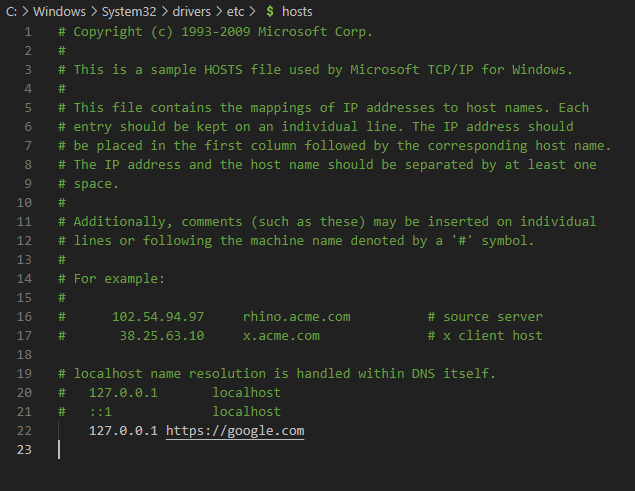 C: > Windows > System32 > drivers > etc > $ hosts
1 # Copyright (c) 1993-2009 Microsoft Corp.
2 #
3 # This is a sample HOSTS file used by Microsoft TCP/IP for Windows.
4 #
5 # This file contains the mappings of IP addresses to host names. Each
6 # entry should be kept on an individual line. The IP address should
7 # be placed in the first column followed by the corresponding host name.
8 # The IP address and the host name should be separated by at least one
9 # space.
10 #
11 # Additionally, comments (such as these) may be inserted on individual
12 # lines or following the machine name denoted by a '#' symbol.
13 #
14 # For example:
15 #
16 #      102.54.94.97     rhino.acme.com          # source server
17 #       38.25.63.10     x.acme.com              # x client host
18
19 # localhost name resolution is handled within DNS itself.
20 #   127.0.0.1       localhost
21 #   ::1             localhost
22     127.0.0.1 https://google.com
23